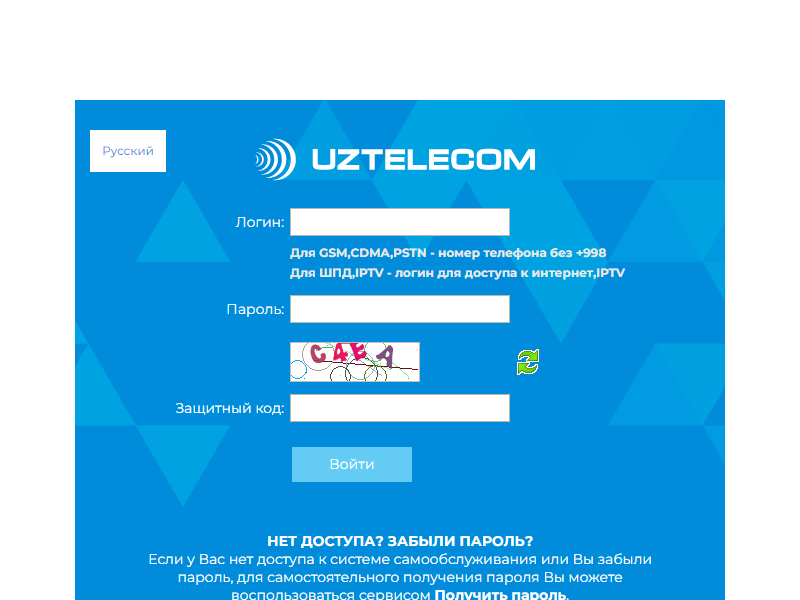 Русский
UZTELECOM
Логин:
Для GSM,CDMA,PSTN - номер телефона без +998
Для ШПД,IPTV - логин для доступа к интернет,IPTV
Пароль:
C4EA
Защитный код:
Войти
НЕТ ДОСТУПА? ЗАБЫЛИ ПАРОЛЬ?
Если у Вас нет доступа к системе самообслуживания или Вы забыли
пароль, для самостоятельного получения пароля Вы можете
воспользоваться сервисом Получить пароль.